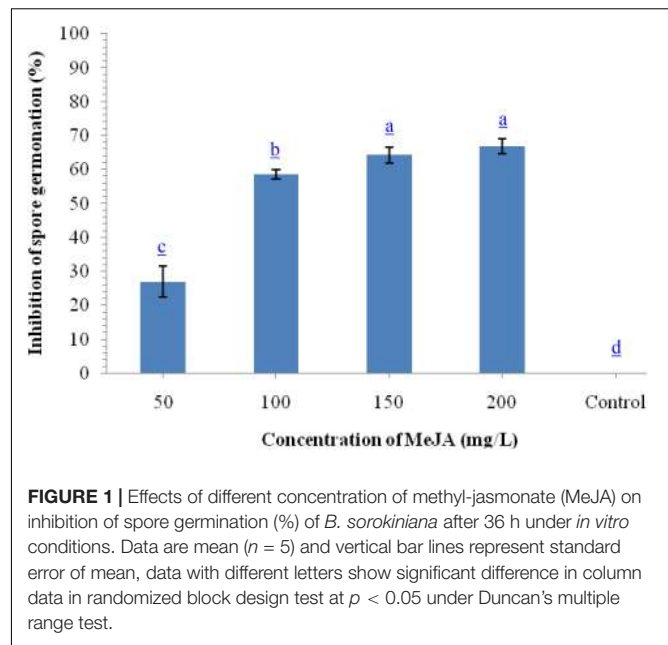 100
90
80
70
60
50
40
30
20
10
0
Inhibition of spore germonation (%)
c
b
a
a
d
50 100 150 200 Control
Concentration of MeJA (mg/L)
FIGURE 1 | Effects of different concentration of methyl-jasmonate (MeJA) on
inhibition of spore germination (%) of B. sorokiniana after 36 h under in vitro
conditions. Data are mean (n = 5) and vertical bar lines represent standard
error of mean, data with different letters show significant difference in column
data in randomized block design test at p < 0.05 under Duncan's multiple
range test.